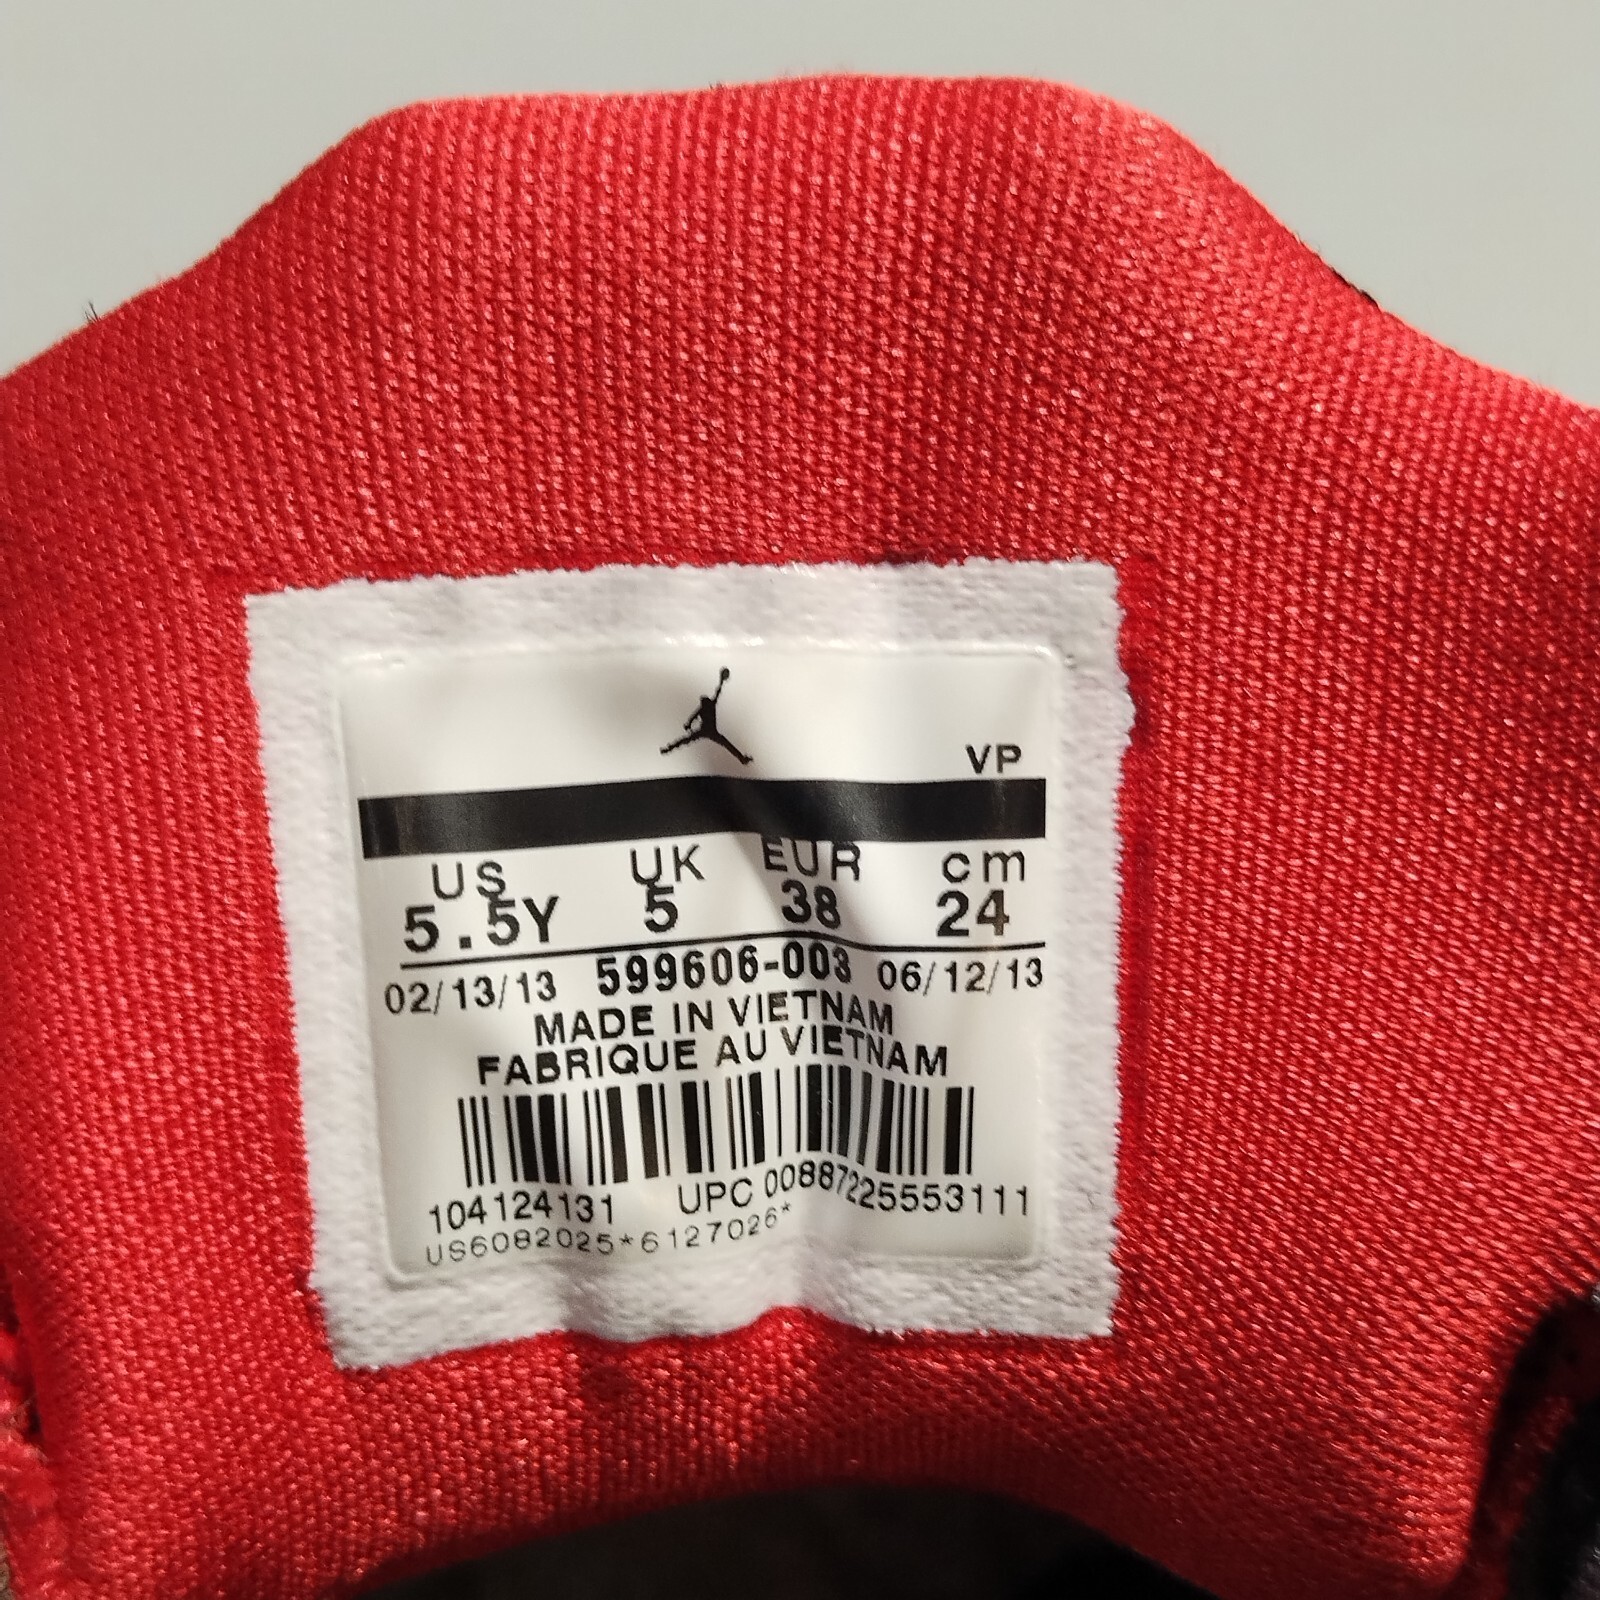 VP
US UK EUR cm
5.5Y 5 38 24
02/13/13 599606-003 06/12/13
MADE IN VIETNAM
FABRIQUE AU VIETNAM
104124131 UPC 00887225553111
US6082025*6127026*